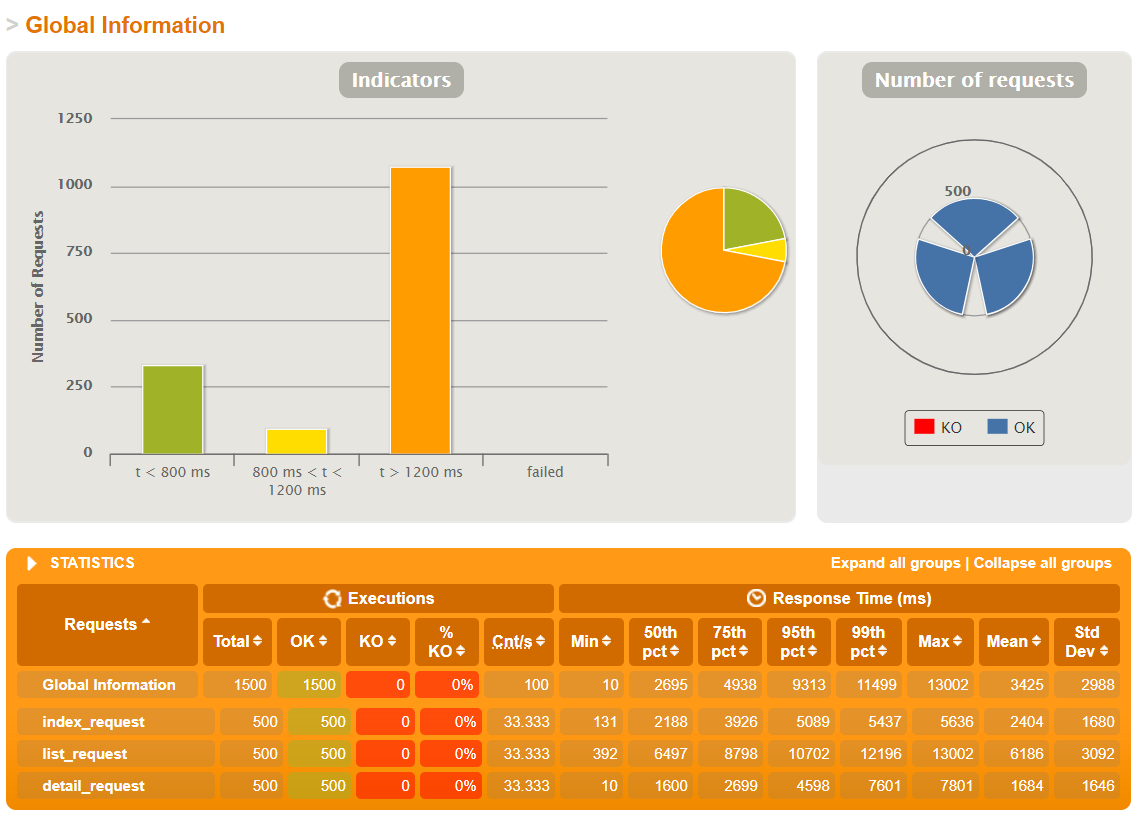 > Global Information
Indicators
1250
1000
750
500
250
0
Number of Requests
t < 800 ms
800 ms < t <
1200 ms
t > 1200 ms
failed
Number of requests
500
0
KO
OK
STATISTICS
Expand all groups | Collapse all groups
Requests
Executions
Response Time (ms)
Total OK KO % KO Cnt/s Min 50th pct 75th pct 95th pct 99th pct Max Mean Std Dev
Global Information 1500 1500 0 0% 100 10 2695 4938 9313 11499 13002 3425 2988
index_request 500 500 0 0% 33.333 131 2188 3926 5089 5437 5636 2404 1680
list_request 500 500 0 0% 33.333 392 6497 8798 10702 12196 13002 6186 3092
detail_request 500 500 0 0% 33.333 10 1600 2699 4598 7601 7801 1684 1646